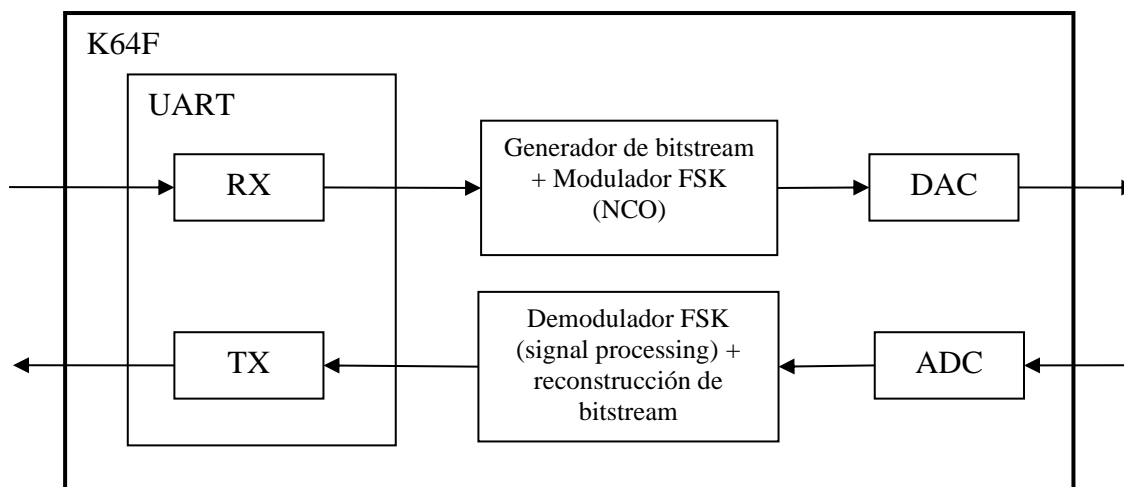 K64F
UART
RX
Generador de bitstream
+ Modulador FSK
(NCO)
DAC
TX
Demodulador FSK
(signal processing) +
reconstrucción de
bitstream
ADC